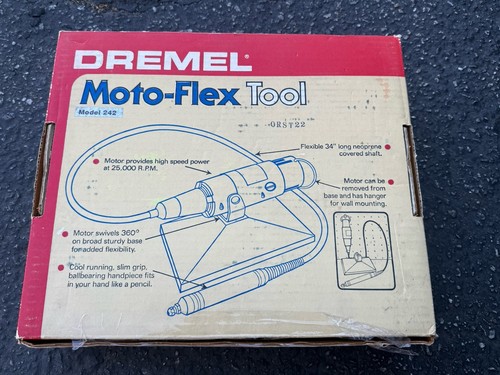 DREMEL
Moto-Flex Tool
Model 242
ORST22
Flexible 34" long neoprene
covered shaft.
Motor provides high speed power
at 25,000 R.P.M.
Motor can be
removed from
base and has hanger
for wall mounting.
Motor swivels 360°
on broad sturdy base
for added flexibility.
Cool running, slim grip,
ballbearing handpiece fits
in your hand like a pencil.